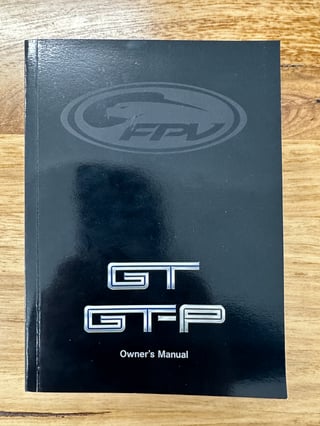 FPV
GT
GT-P
Owner's Manual